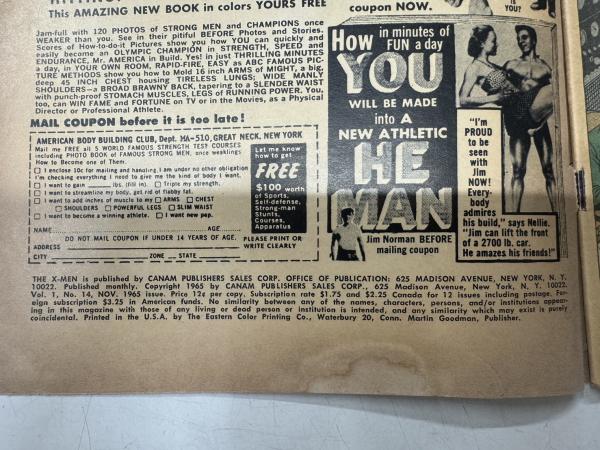 This AMAZING NEW BOOK in colors YOURS FREE
coupon NOW.
YOU?
Jam-full with 120 PHOTOS of STRONG MEN and CHAMPIONS once
WEAKER than you. See in their pitiful BEFORE Photos and Stories.
Scores of How-to-do-it Pictures show you how YOU can quickly and
easily become an OLYMPIC CHAMPION in STRENGTH, SPEED and
ENDURANCE, Mr. AMERICA in Build. Yes! in just THRILLING MINUTES
a day, in YOUR OWN ROOM, RAPID-FREE, EASY as ABC FAMOUS PIC-
TURE METHODS show you how to Mold 16 inch ARMS of MIGHT, a big,
deep 45 INCH CHEST housing TIRELESS LUNGS; WIDE MANLY
SHOULDERS—a BROAD BRAWNY BACK, tapering to a SLENDER WAIST
with punch-proof STOMACH MUSCLES, LEGS of RUNNING POWER. You,
too, can WIN FAME and FORTUNE on TV or in the Movies, as a Physical
Director or Professional Athlete.
MAIL COUPON before it is too late!
AMERICAN BODY BUILDING CLUB, Dept. MA-510, GREAT NECK, NEW YORK
Mail me FREE all 5 WORLD FAMOUS STRENGTH TEST COURSES
including PHOTO BOOK of FAMOUS STRONG MEN, once weaklings
How to Become one of Them.
I enclose 10c for mailing and handling, I am under no other obligation
I'm checking everything I need to give me the kind of body I want.
I want to gain lbs. (fill in). Triple my strength.
I want to streamline my body, get rid of flabby fat.
I want to add inches of muscle to my ARMS CHEST
SHOULDERS POWERFUL LEGS SLIM WAIST
I want to become a winning athlete. I want new pep.
NAME AGE
DO NOT MAIL COUPON IF UNDER 14 YEARS OF AGE. PLEASE PRINT OR
ADDRESS WRITE CLEARLY
CITY ZONE STATE
Let me know
how to get
FREE
$100 worth
of Sports,
Self-defense,
Strong-man
Stunts,
Courses,
Apparatus
How in minutes of
FUN a day
YOU
WILL BE MADE
into A
NEW ATHLETIC
HE
MAN
Jim Norman BEFORE
mailing coupon
"I'm
PROUD
to be
seen
with
Jim
NOW!
Every-
body
admires
his build," says Nellie.
"Jim can lift the front
of a 2700 lb. car.
He amazes his friends!"
THE X-MEN is published by CANAM PUBLISHERS SALES CORP. OFFICE OF PUBLICATION: 625 MADISON AVENUE, NEW YORK, N. Y.
10022. Published monthly. Copyright 1965 by CANAM PUBLISHERS SALES CORP., 625 Madison Avenue, New York, N. Y. 10022.
Vol. 1, No. 14, NOV. 1965 issue. Price 12¢ per copy. Subscription rate $1.75 and $2.25 Canada for 12 issues including postage. For-
eign subscription $3.25 in American funds. No similarity between any of the names, characters, persons, and/or institutions appear-
ing in this magazine with those of any living or dead person or institution is intended, and any similarity which may exist is purely
coincidental. Printed in the U.S.A. by The Eastern Color Printing Co., Waterbury 20, Conn. Martin Goodman, Publisher.